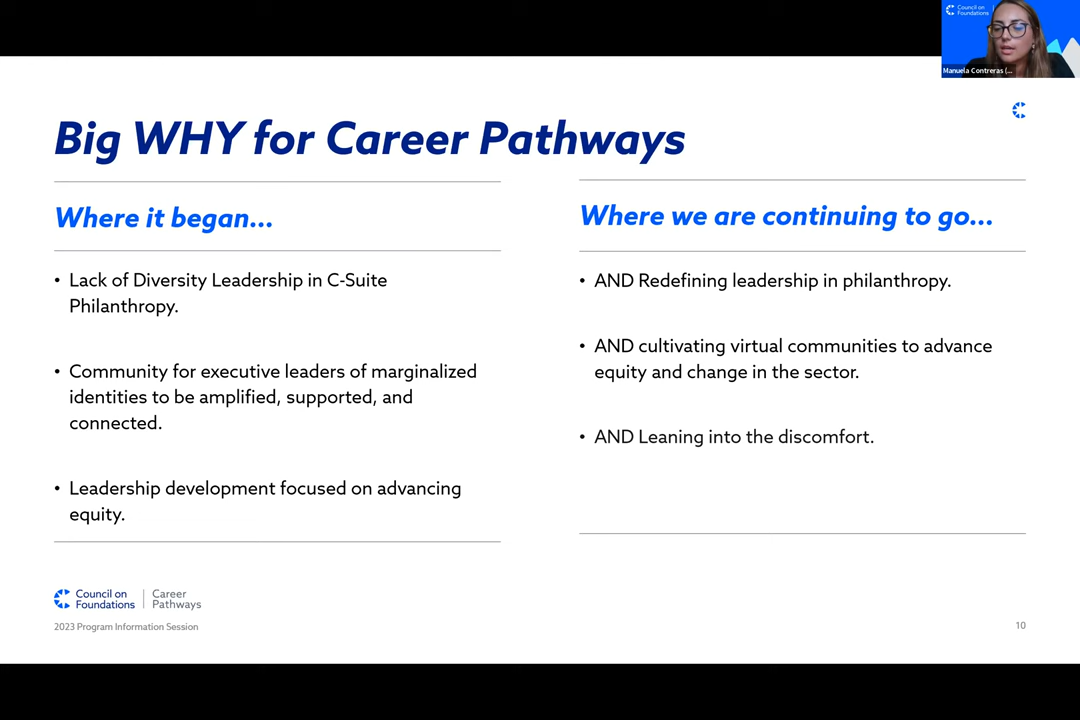 Council on
Foundations
Manuela Contreras (...
Big WHY for Career Pathways
Where it began...
• Lack of Diversity Leadership in C-Suite
Philanthropy.
• Community for executive leaders of marginalized
identities to be amplified, supported, and
connected.
• Leadership development focused on advancing
equity.
Where we are continuing to go...
• AND Redefining leadership in philanthropy.
• AND cultivating virtual communities to advance
equity and change in the sector.
• AND Leaning into the discomfort.
Council on
Foundations
Career
Pathways
2023 Program Information Session
10